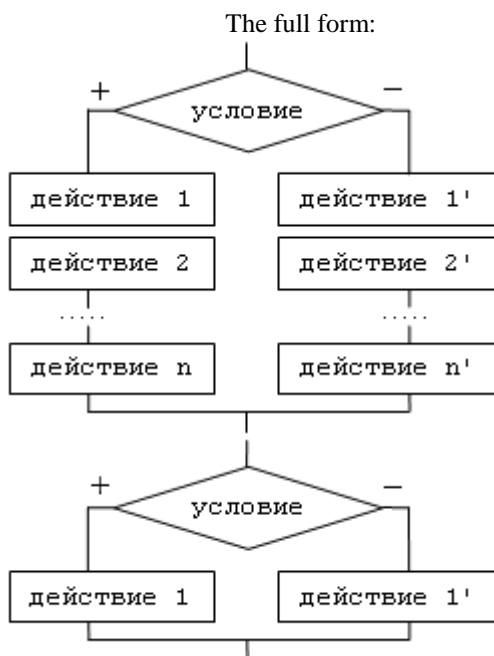 The full form:
+ −
условие
действие 1 действие 1'
действие 2 действие 2'
..... .....
действие n действие n'
+ −
условие
действие 1 действие 1'